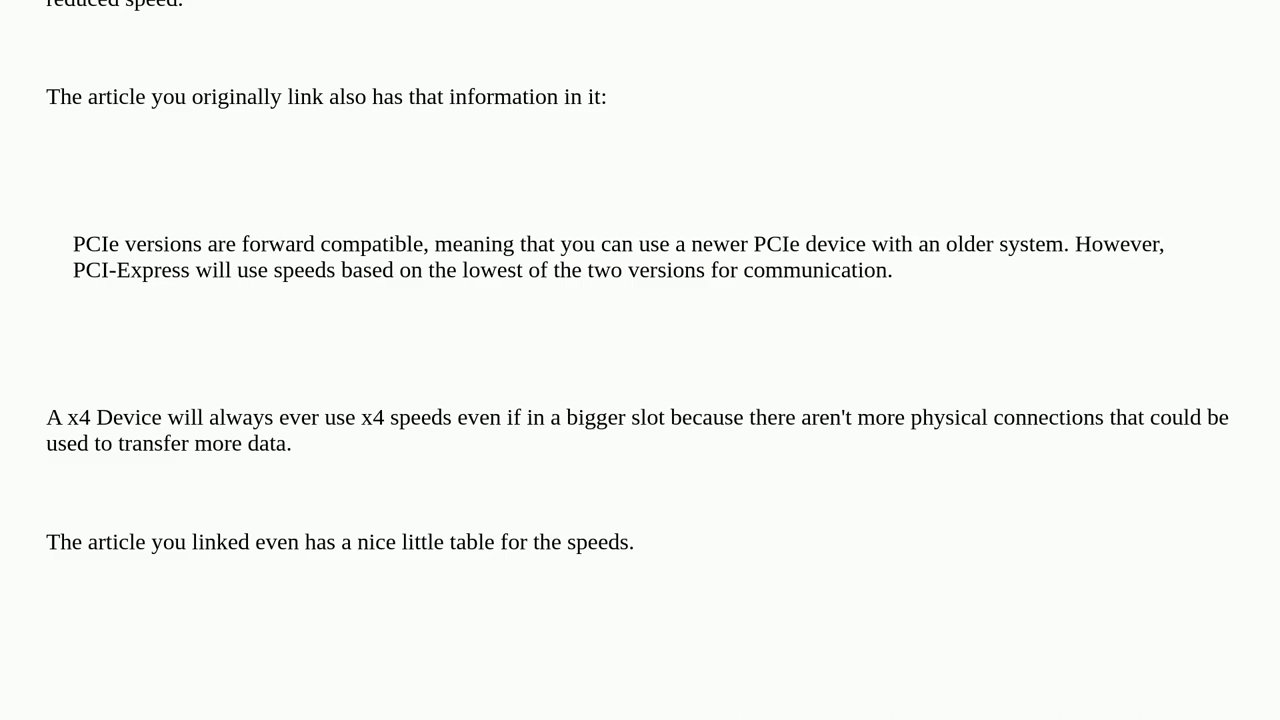 reduced speed.
The article you originally link also has that information in it:
PCIe versions are forward compatible, meaning that you can use a newer PCIe device with an older system. However,
PCI-Express will use speeds based on the lowest of the two versions for communication.
A x4 Device will always ever use x4 speeds even if in a bigger slot because there aren't more physical connections that could be
used to transfer more data.
The article you linked even has a nice little table for the speeds.